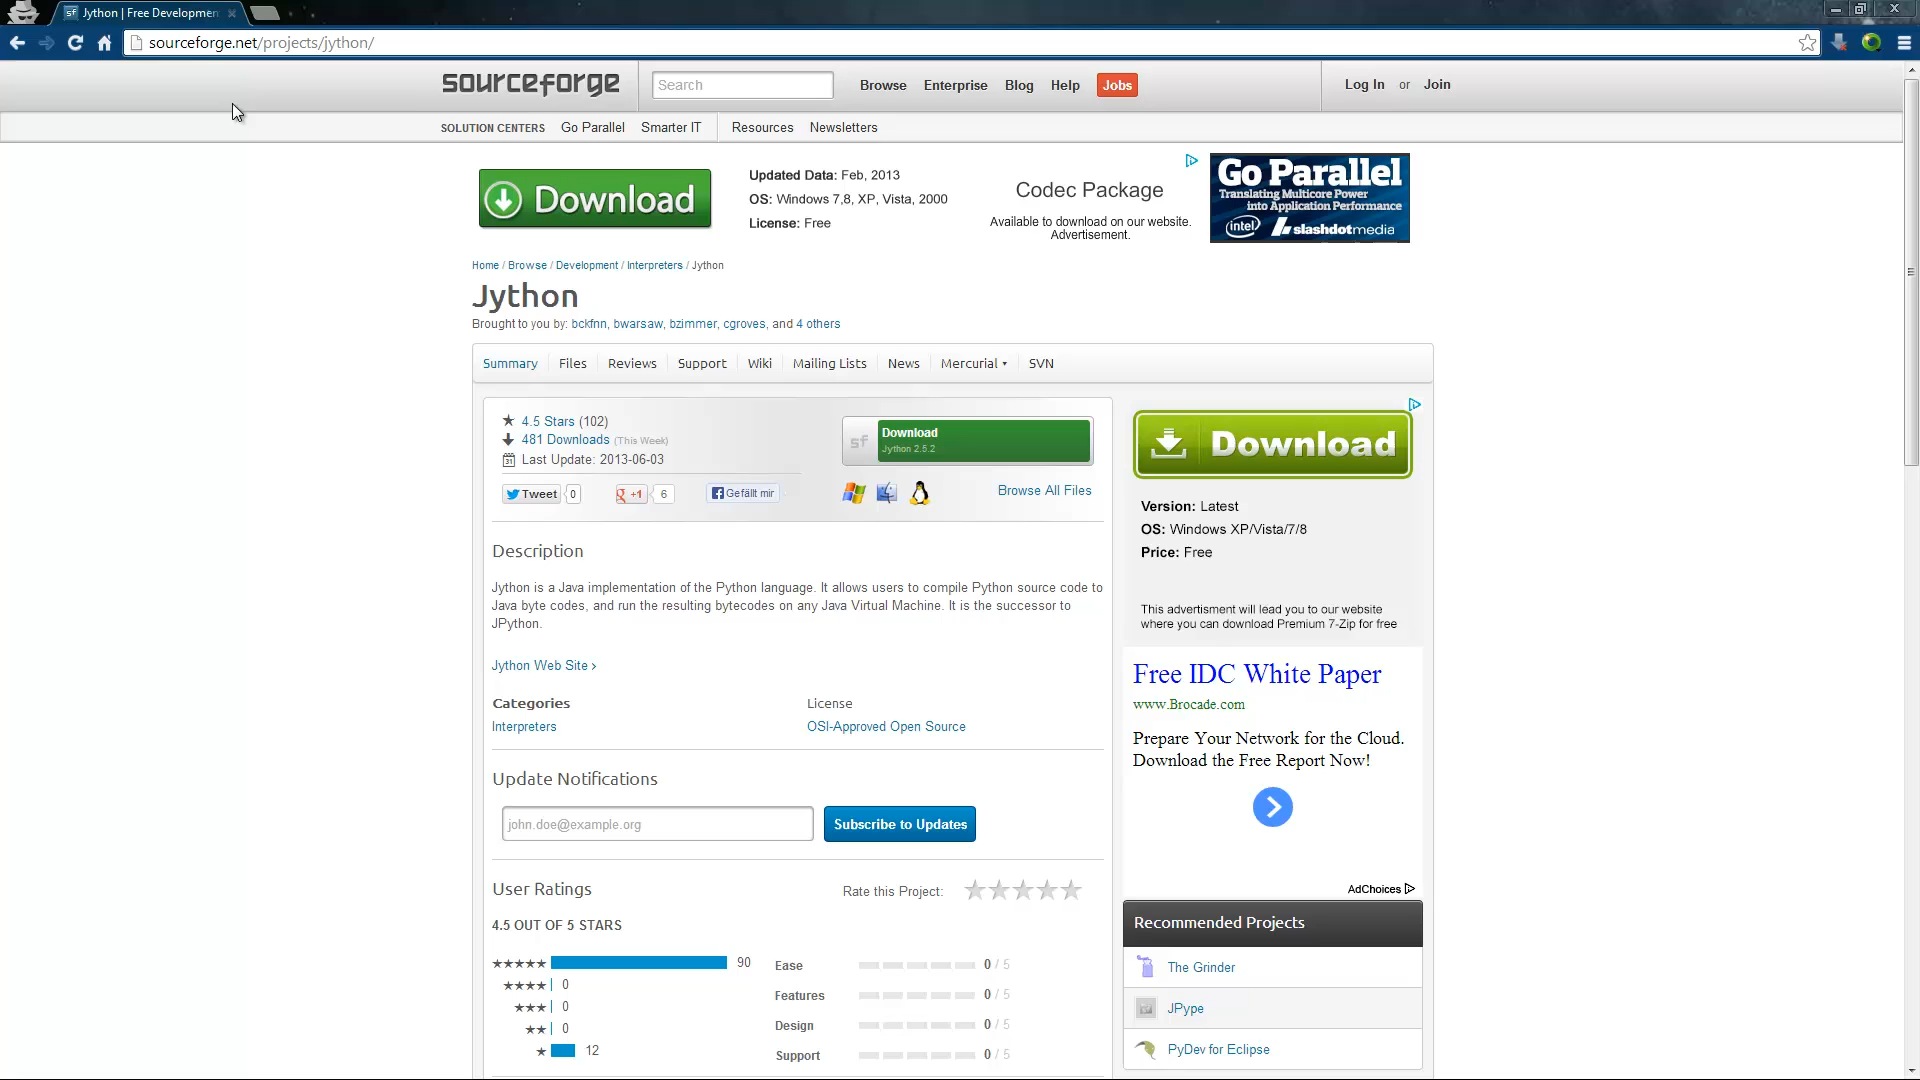 Jython | Free Developmen
sourceforge.net/projects/jython/
sourceforge
Search
Browse Enterprise Blog Help Jobs
Log In or Join
SOLUTION CENTERS Go Parallel Smarter IT Resources Newsletters
Download
Updated Data: Feb, 2013
OS: Windows 7,8, XP, Vista, 2000
License: Free
Codec Package
Available to download on our website.
Advertisement.
Go Parallel
Translating Multicore Power
into Application Performance
intel slashdotmedia
Home / Browse / Development / Interpreters / Jython
Jython
Brought to you by: bckfnn, bwarsaw, bzimmer, cgroves, and 4 others
Summary Files Reviews Support Wiki Mailing Lists News Mercurial SVN
4.5 Stars (102)
481 Downloads (This Week)
31 Last Update: 2013-06-03
Tweet 0
g +1 6
Gefällt mir
sf Download
Jython 2.5.2
Browse All Files
Description
Jython is a Java implementation of the Python language. It allows users to compile Python source code to
Java byte codes, and run the resulting bytecodes on any Java Virtual Machine. It is the successor to
JPython.
Jython Web Site ›
Categories
Interpreters
License
OSI-Approved Open Source
Update Notifications
john.doe@example.org
Subscribe to Updates
User Ratings
Rate this Project:
4.5 OUT OF 5 STARS
★★★★★ 90
★★★★ 0
★★★ 0
★★ 0
★ 12
Ease 0 / 5
Features 0 / 5
Design 0 / 5
Support 0 / 5
Download
Version: Latest
OS: Windows XP/Vista/7/8
Price: Free
This advertisment will lead you to our website
where you can download Premium 7-Zip for free
Free IDC White Paper
www.Brocade.com
Prepare Your Network for the Cloud.
Download the Free Report Now!
AdChoices
Recommended Projects
The Grinder
JPype
PyDev for Eclipse